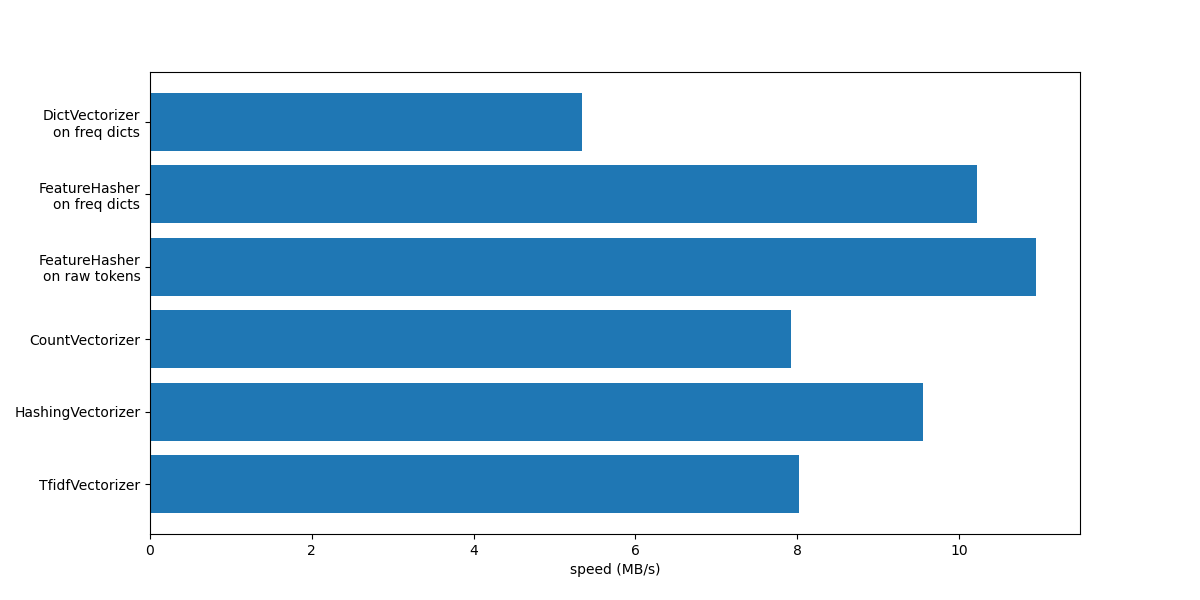 DictVectorizer
on freq dicts
FeatureHasher
on freq dicts
FeatureHasher
on raw tokens
CountVectorizer
HashingVectorizer
TfidfVectorizer
0 2 4 6 8 10
speed (MB/s)